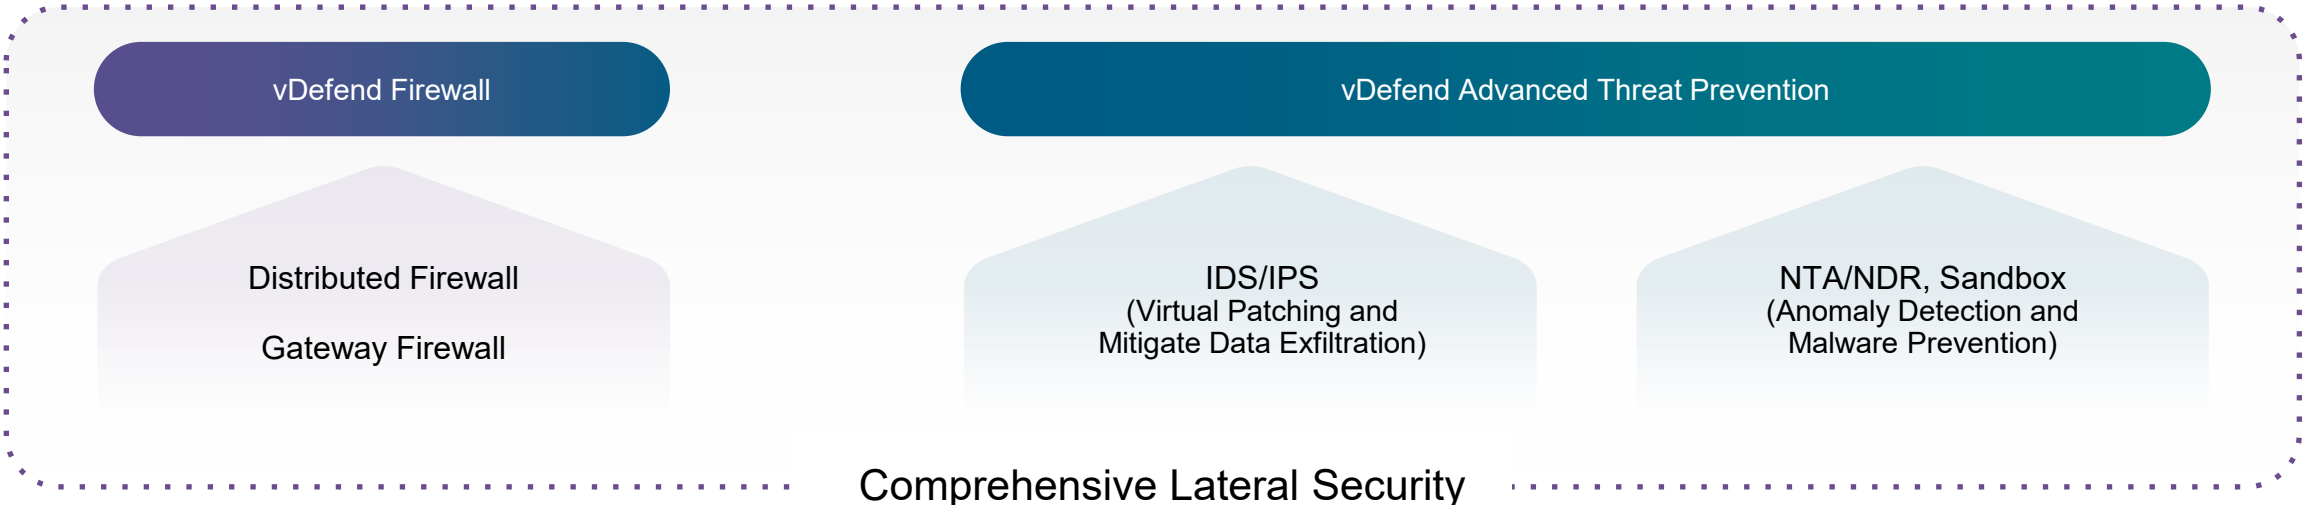 vDefend Firewall
vDefend Advanced Threat Prevention
Distributed Firewall
Gateway Firewall
IDS/IPS
(Virtual Patching and
Mitigate Data Exfiltration)
NTA/NDR, Sandbox
(Anomaly Detection and
Malware Prevention)
Comprehensive Lateral Security